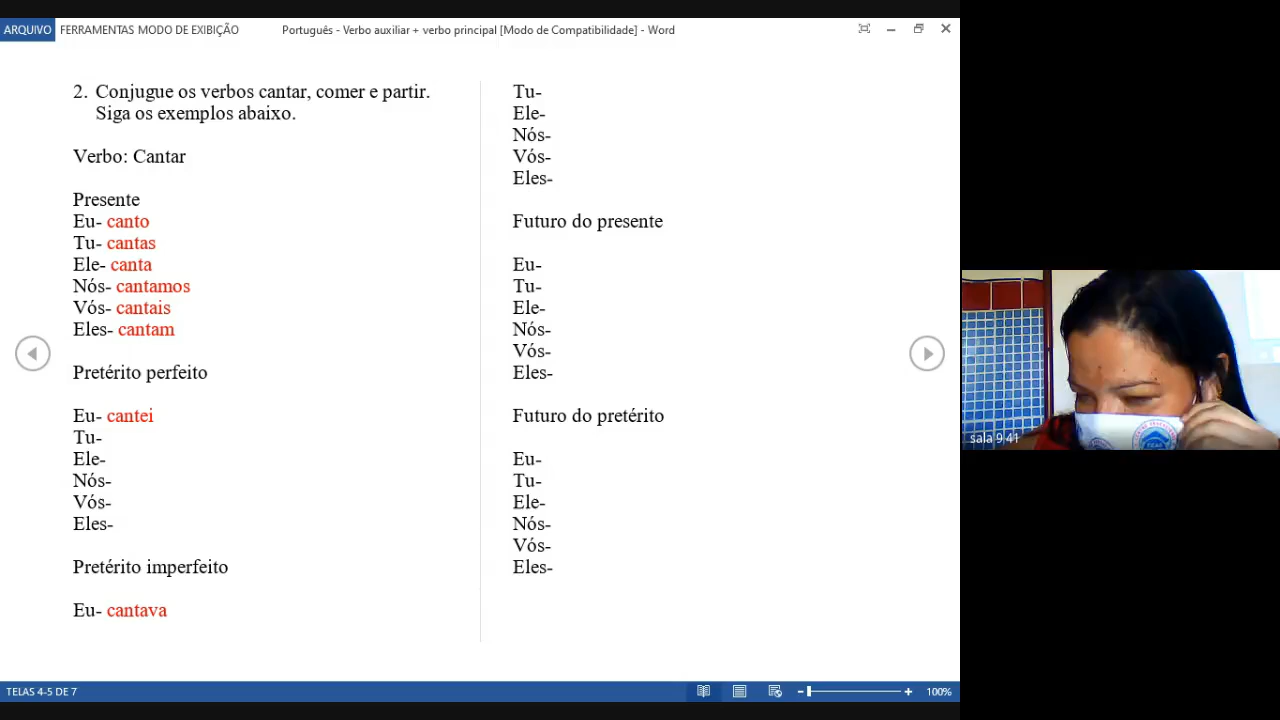 ARQUIVO FERRAMENTAS MODO DE EXIBIÇÃO Português - Verbo auxiliar + verbo principal [Modo de Compatibilidade] - Word
2. Conjugue os verbos cantar, comer e partir.
Siga os exemplos abaixo.
Verbo: Cantar
Presente
Eu- canto
Tu- cantas
Ele- canta
Nós- cantamos
Vós- cantais
Eles- cantam
Pretérito perfeito
Eu- cantei
Tu-
Ele-
Nós-
Vós-
Eles-
Pretérito imperfeito
Eu- cantava
Tu-
Ele-
Nós-
Vós-
Eles-
Futuro do presente
Eu-
Tu-
Ele-
Nós-
Vós-
Eles-
Futuro do pretérito
Eu-
Tu-
Ele-
Nós-
Vós-
Eles-
sala 9 41
TELAS 4-5 DE 7
100%